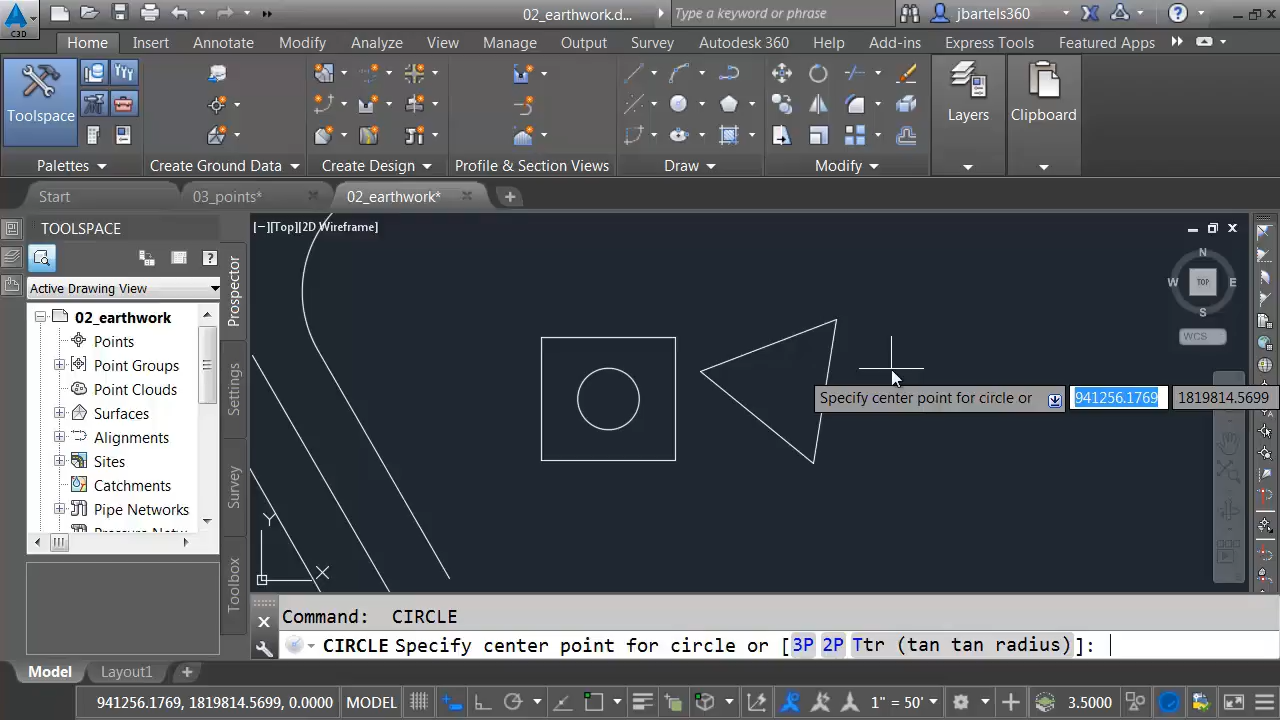 C3D
02_earthwork.d...
Type a keyword or phrase
jbartels360
Home
Insert
Annotate
Modify
Analyze
View
Manage
Output
Survey
Autodesk 360
Help
Add-ins
Express Tools
Featured Apps
Toolspace
Layers
Clipboard
Palettes
Create Ground Data
Create Design
Profile & Section Views
Draw
Modify
Start
03_points*
02_earthwork*
TOOLSPACE
[−][Top][2D Wireframe]
Active Drawing View
02_earthwork
Points
Point Groups
Point Clouds
Surfaces
Alignments
Sites
Catchments
Pipe Networks
Prospector
Settings
Survey
Toolbox
N
W
TOP
E
S
WCS
Specify center point for circle or
941256.1769
1819814.5699
Y
X
Command: CIRCLE
CIRCLE Specify center point for circle or [3P 2P Ttr (tan tan radius)]:
Model
Layout1
941256.1769, 1819814.5699, 0.0000
MODEL
1" = 50'
3.5000